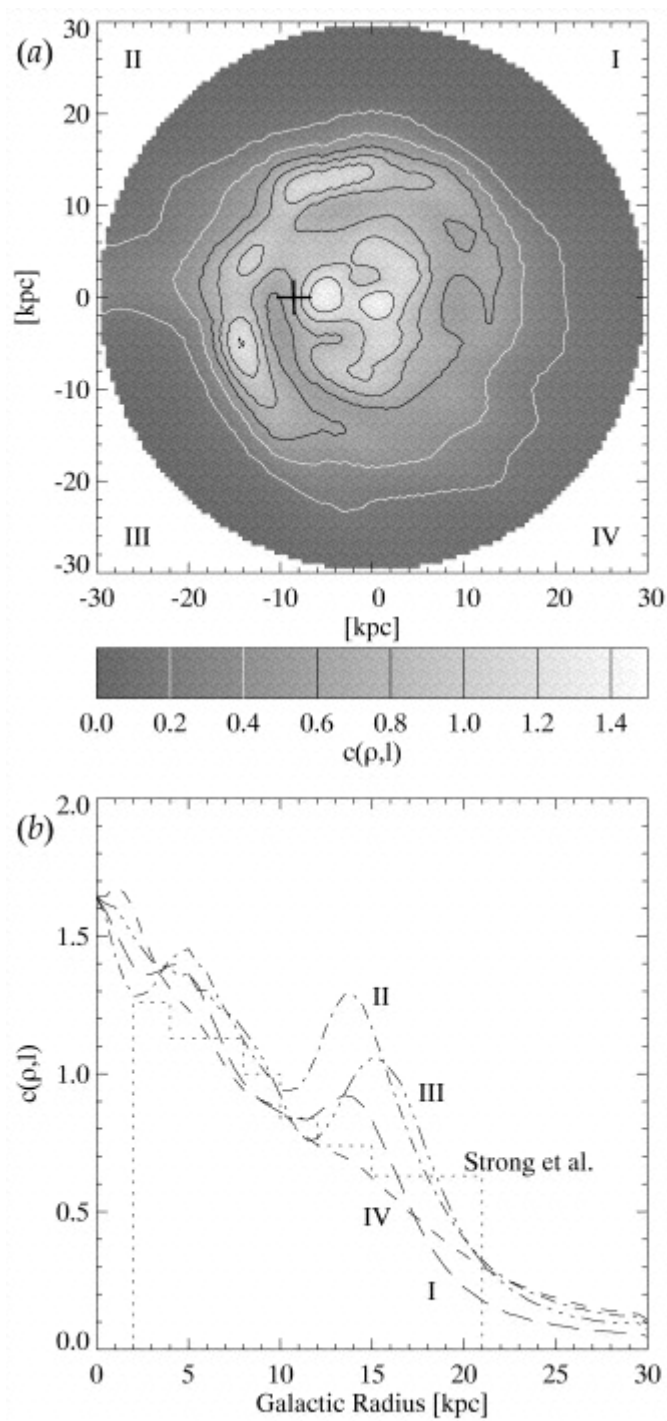 (a)
II
I
III
IV
30
20
10
0
-10
-20
-30
[kpc]
-30
-20
-10
0
10
20
30
[kpc]
0.0 0.2 0.4 0.6 0.8 1.0 1.2 1.4
c(ρ,l)
(b)
2.0
1.5
1.0
0.5
0.0
c(ρ,l)
II
III
Strong et al.
IV
I
0 5 10 15 20 25 30
Galactic Radius [kpc]